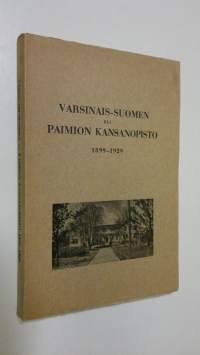 VARSINAIS-SUOMEN
ELI
PAIMION KANSANOPISTO
1899-1929